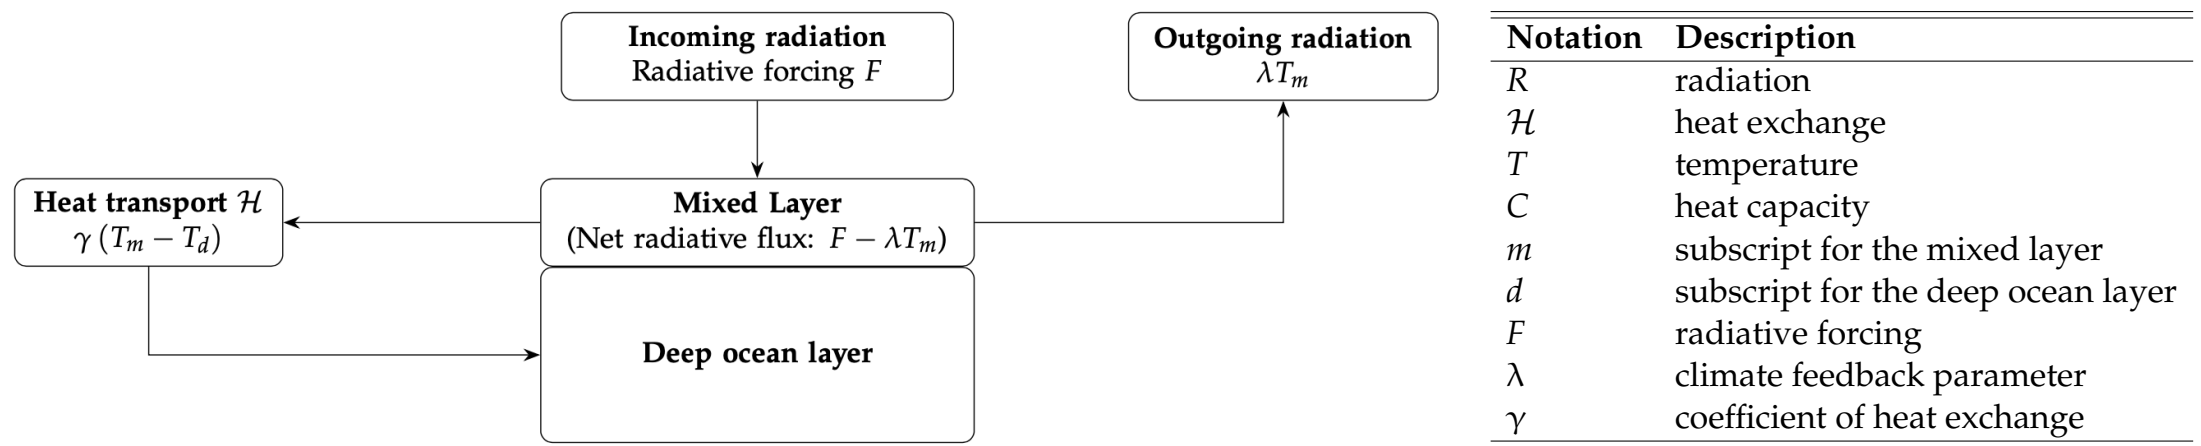 Incoming radiation
Radiative forcing F
Outgoing radiation
λT_m
Heat transport ℋ
γ (T_m − T_d)
Mixed Layer
(Net radiative flux: F − λT_m)
Deep ocean layer
Notation Description
R radiation
ℋ heat exchange
T temperature
C heat capacity
m subscript for the mixed layer
d subscript for the deep ocean layer
F radiative forcing
λ climate feedback parameter
γ coefficient of heat exchange